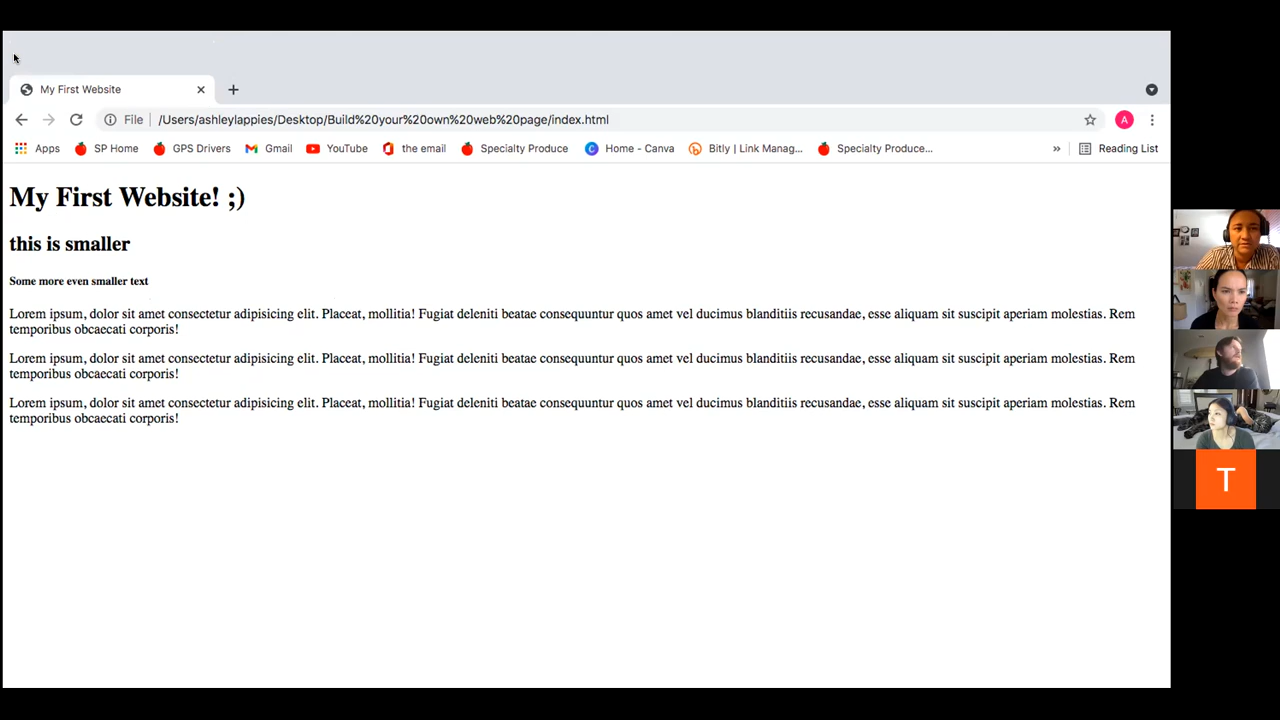 My First Website
File /Users/ashleylappies/Desktop/Build%20your%20own%20web%20page/index.html A
Apps SP Home GPS Drivers Gmail YouTube the email Specialty Produce C Home - Canva Bitly | Link Manag... Specialty Produce... » Reading List
My First Website! ;)
this is smaller
Some more even smaller text
Lorem ipsum, dolor sit amet consectetur adipisicing elit. Placeat, mollitia! Fugiat deleniti beatae consequuntur quos amet vel ducimus blanditiis recusandae, esse aliquam sit suscipit aperiam molestias. Rem
temporibus obcaecati corporis!
Lorem ipsum, dolor sit amet consectetur adipisicing elit. Placeat, mollitia! Fugiat deleniti beatae consequuntur quos amet vel ducimus blanditiis recusandae, esse aliquam sit suscipit aperiam molestias. Rem
temporibus obcaecati corporis!
Lorem ipsum, dolor sit amet consectetur adipisicing elit. Placeat, mollitia! Fugiat deleniti beatae consequuntur quos amet vel ducimus blanditiis recusandae, esse aliquam sit suscipit aperiam molestias. Rem
temporibus obcaecati corporis!
T